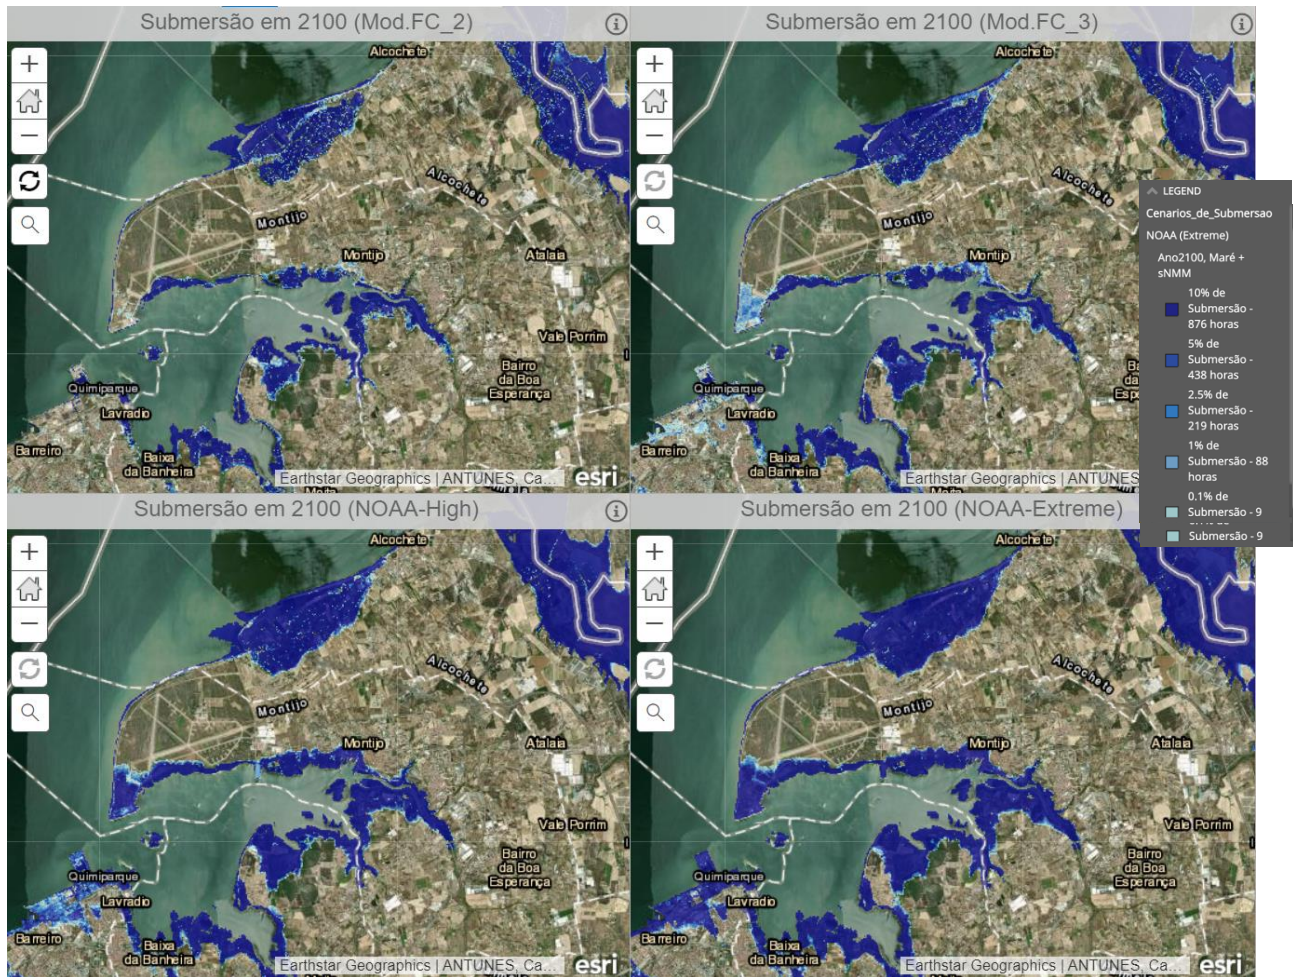 Submersão em 2100 (Mod.FC_2)
Alcochete
Alcochete
Montijo
Montijo
Atalaia
Vale Porrim
Bairro
da Boa
Esperança
Quimiparque
Lavradio
Barreiro
Baixa
da Banheira
Earthstar Geographics | ANTUNES, Ca...
esri
Submersão em 2100 (Mod.FC_3)
Alcochete
Alcochete
Montijo
Montijo
Quimiparque
Lavradio
Barreiro
Baixa
da Banheira
Earthstar Geographics | ANTUNES
LEGEND
Cenarios_de_Submersao
NOAA (Extreme)
Ano2100, Maré +
sNMM
10% de
Submersão -
876 horas
5% de
Submersão -
438 horas
2.5% de
Submersão -
219 horas
1% de
Submersão - 88
horas
0.1% de
Submersão - 9
Submersão - 9
Submersão em 2100 (NOAA-High)
Alcochete
Alcochete
Montijo
Montijo
Atalaia
Vale Porrim
Bairro
da Boa
Esperança
Quimiparque
Lavradio
Barreiro
Baixa
da Banheira
Earthstar Geographics | ANTUNES, Ca...
esri
Submersão em 2100 (NOAA-Extreme)
Alcochete
Alcochete
Montijo
Montijo
Atalaia
Vale Porrim
Bairro
da Boa
Esperança
Quimiparque
Lavradio
Barreiro
Baixa
da Banheira
Earthstar Geographics | ANTUNES, Ca...
esri